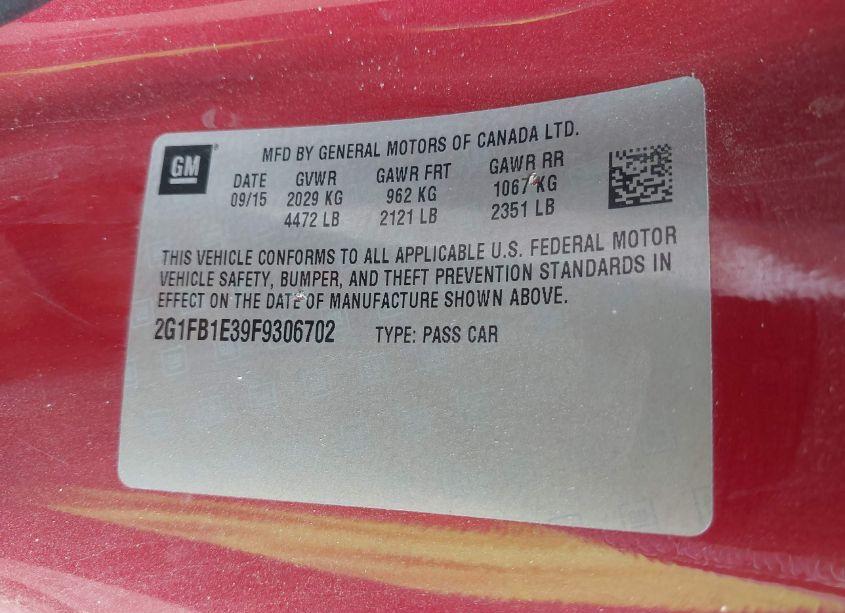 GM
MFD BY GENERAL MOTORS OF CANADA LTD.
DATE GVWR GAWR FRT GAWR RR
09/15 2029 KG 962 KG 1067 KG
4472 LB 2121 LB 2351 LB
THIS VEHICLE CONFORMS TO ALL APPLICABLE U.S. FEDERAL MOTOR
VEHICLE SAFETY, BUMPER, AND THEFT PREVENTION STANDARDS IN
EFFECT ON THE DATE OF MANUFACTURE SHOWN ABOVE.
2G1FB1E39F9306702 TYPE: PASS CAR